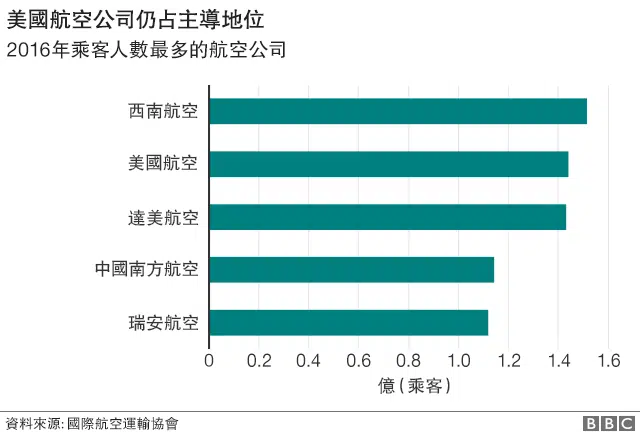 美國航空公司仍占主導地位
2016年乘客人數最多的航空公司
西南航空
美國航空
達美航空
中國南方航空
瑞安航空
0 0.2 0.4 0.6 0.8 1.0 1.2 1.4 1.6
億（乘客）
資料來源: 國際航空運輸協會
BBC